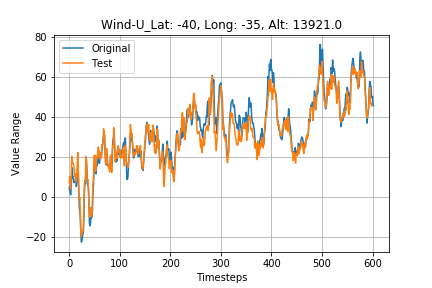 Wind-U_Lat: -40, Long: -35, Alt: 13921.0
Original
Test
Value Range
80
60
40
20
0
−20
0 100 200 300 400 500 600
Timesteps